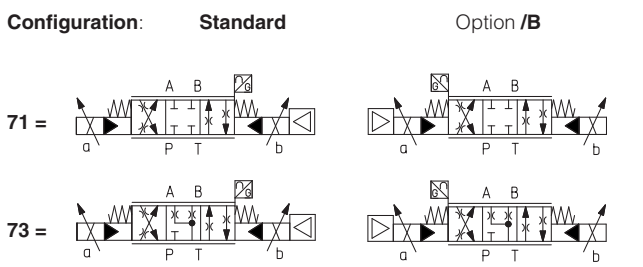 Configuration: Standard Option /B
A B G G A B
71 =
a P T b a P T b
A B G G A B
73 =
a P T b a P T b